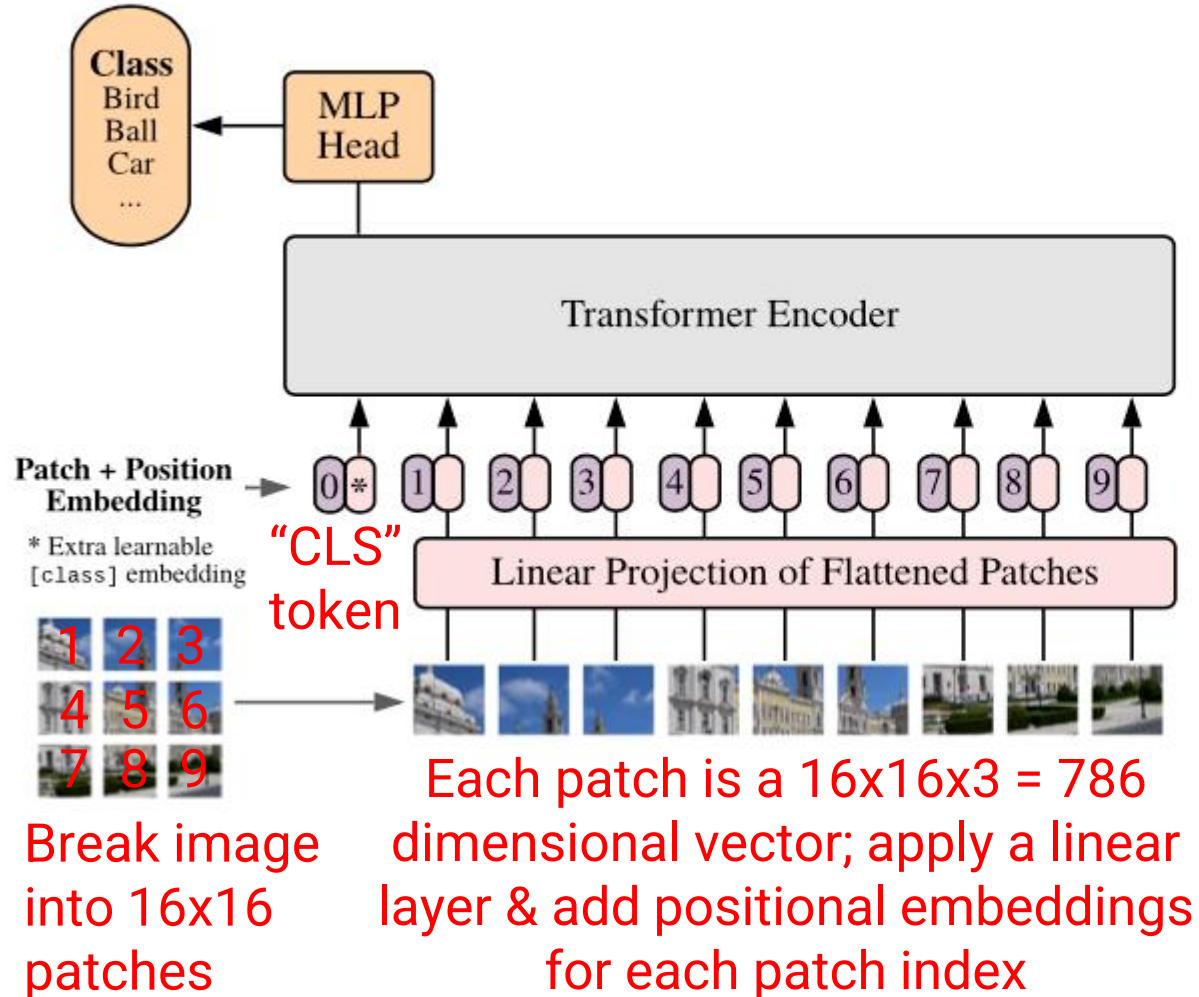 Class
Bird
Ball
Car
...
MLP
Head
Transformer Encoder
Patch + Position
Embedding
0 * 1 2 3 4 5 6 7 8 9
* Extra learnable
[class] embedding
“CLS”
token
Linear Projection of Flattened Patches
1 2 3
4 5 6
7 8 9
Break image
into 16x16
patches
Each patch is a 16x16x3 = 786
dimensional vector; apply a linear
layer & add positional embeddings
for each patch index